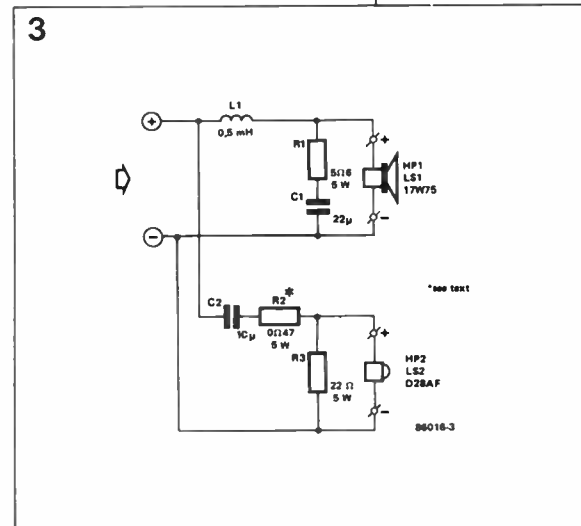 3
L1
0,5 mH
+
R1
5Ω6
5 W
C1
22µ
+
HP1
LS1
17W75
−
−
*see text
C2
10µ
R2*
0Ω47
5 W
R3
22 Ω
5 W
+
HP2
LS2
D28AF
−
86016-3